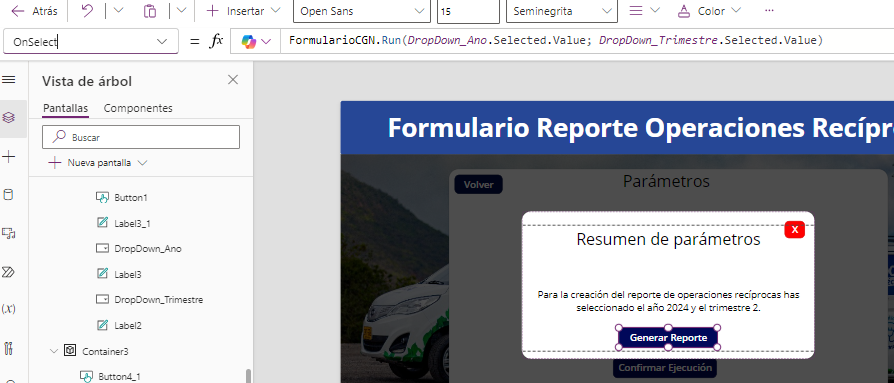 Atrás
Insertar
Open Sans
15
Seminegrita
Color
OnSelect
= fx
FormularioCGN.Run(DropDown_Ano.Selected.Value; DropDown_Trimestre.Selected.Value)
Vista de árbol
Pantallas
Componentes
Buscar
Nueva pantalla
Button1
Label3_1
DropDown_Ano
Label3
DropDown_Trimestre
Label2
Container3
Button4_1
(x)
Formulario Reporte Operaciones Recípro
Volver
Parámetros
X
Resumen de parámetros
Para la creación del reporte de operaciones recíprocas has
seleccionado el año 2024 y el trimestre 2.
Generar Reporte
Confirmar Ejecución